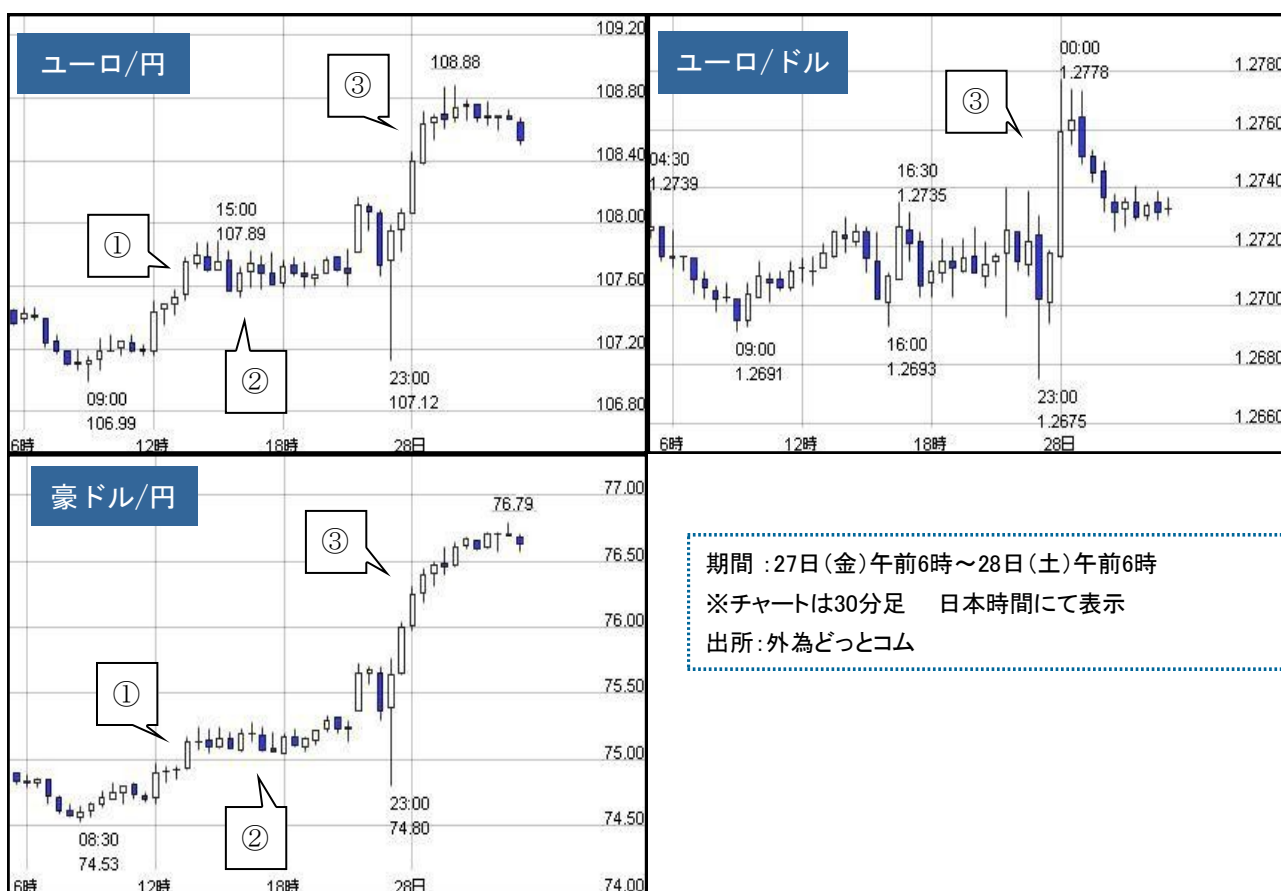 ユーロ/円
109.20
108.80
108.40
108.00
107.60
107.20
106.80
①
②
③
108.88
15:00
107.89
09:00
106.99
23:00
107.12
6時
12時
18時
28日
ユーロ/ドル
1.2780
1.2760
1.2740
1.2720
1.2700
1.2680
1.2660
③
00:00
1.2778
04:30
1.2739
16:30
1.2735
09:00
1.2691
16:00
1.2693
23:00
1.2675
6時
12時
18時
28日
豪ドル/円
77.00
76.50
76.00
75.50
75.00
74.50
74.00
①
②
③
76.79
08:30
74.53
23:00
74.80
6時
12時
18時
28日
期間 :27日(金)午前6時～28日(土)午前6時
※チャートは30分足 日本時間にて表示
出所:外為どっとコム